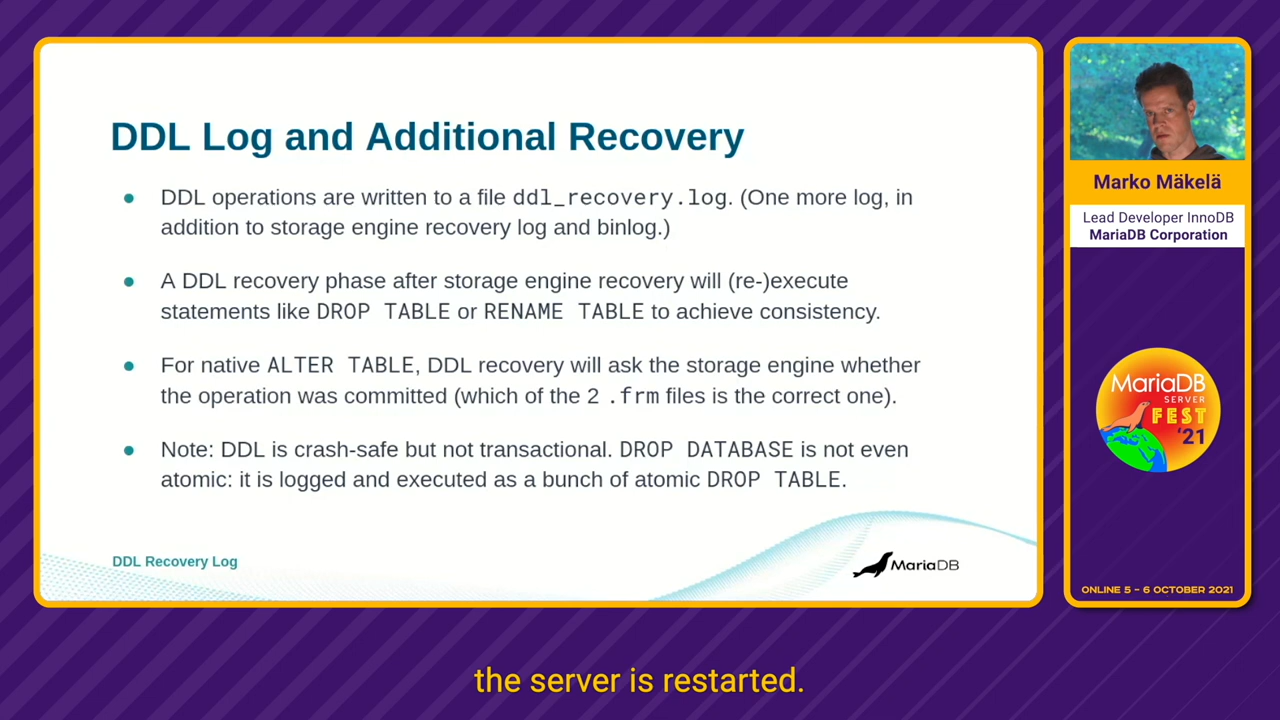 DDL Log and Additional Recovery
DDL operations are written to a file ddl_recovery.log. (One more log, in
addition to storage engine recovery log and binlog.)
A DDL recovery phase after storage engine recovery will (re-)execute
statements like DROP TABLE or RENAME TABLE to achieve consistency.
For native ALTER TABLE, DDL recovery will ask the storage engine whether
the operation was committed (which of the 2 .frm files is the correct one).
Note: DDL is crash-safe but not transactional. DROP DATABASE is not even
atomic: it is logged and executed as a bunch of atomic DROP TABLE.
DDL Recovery Log
MariaDB
Marko Mäkelä
Lead Developer InnoDB
MariaDB Corporation
MariaDB
SERVER
FEST
'21
ONLINE 5 – 6 OCTOBER 2021
the server is restarted.